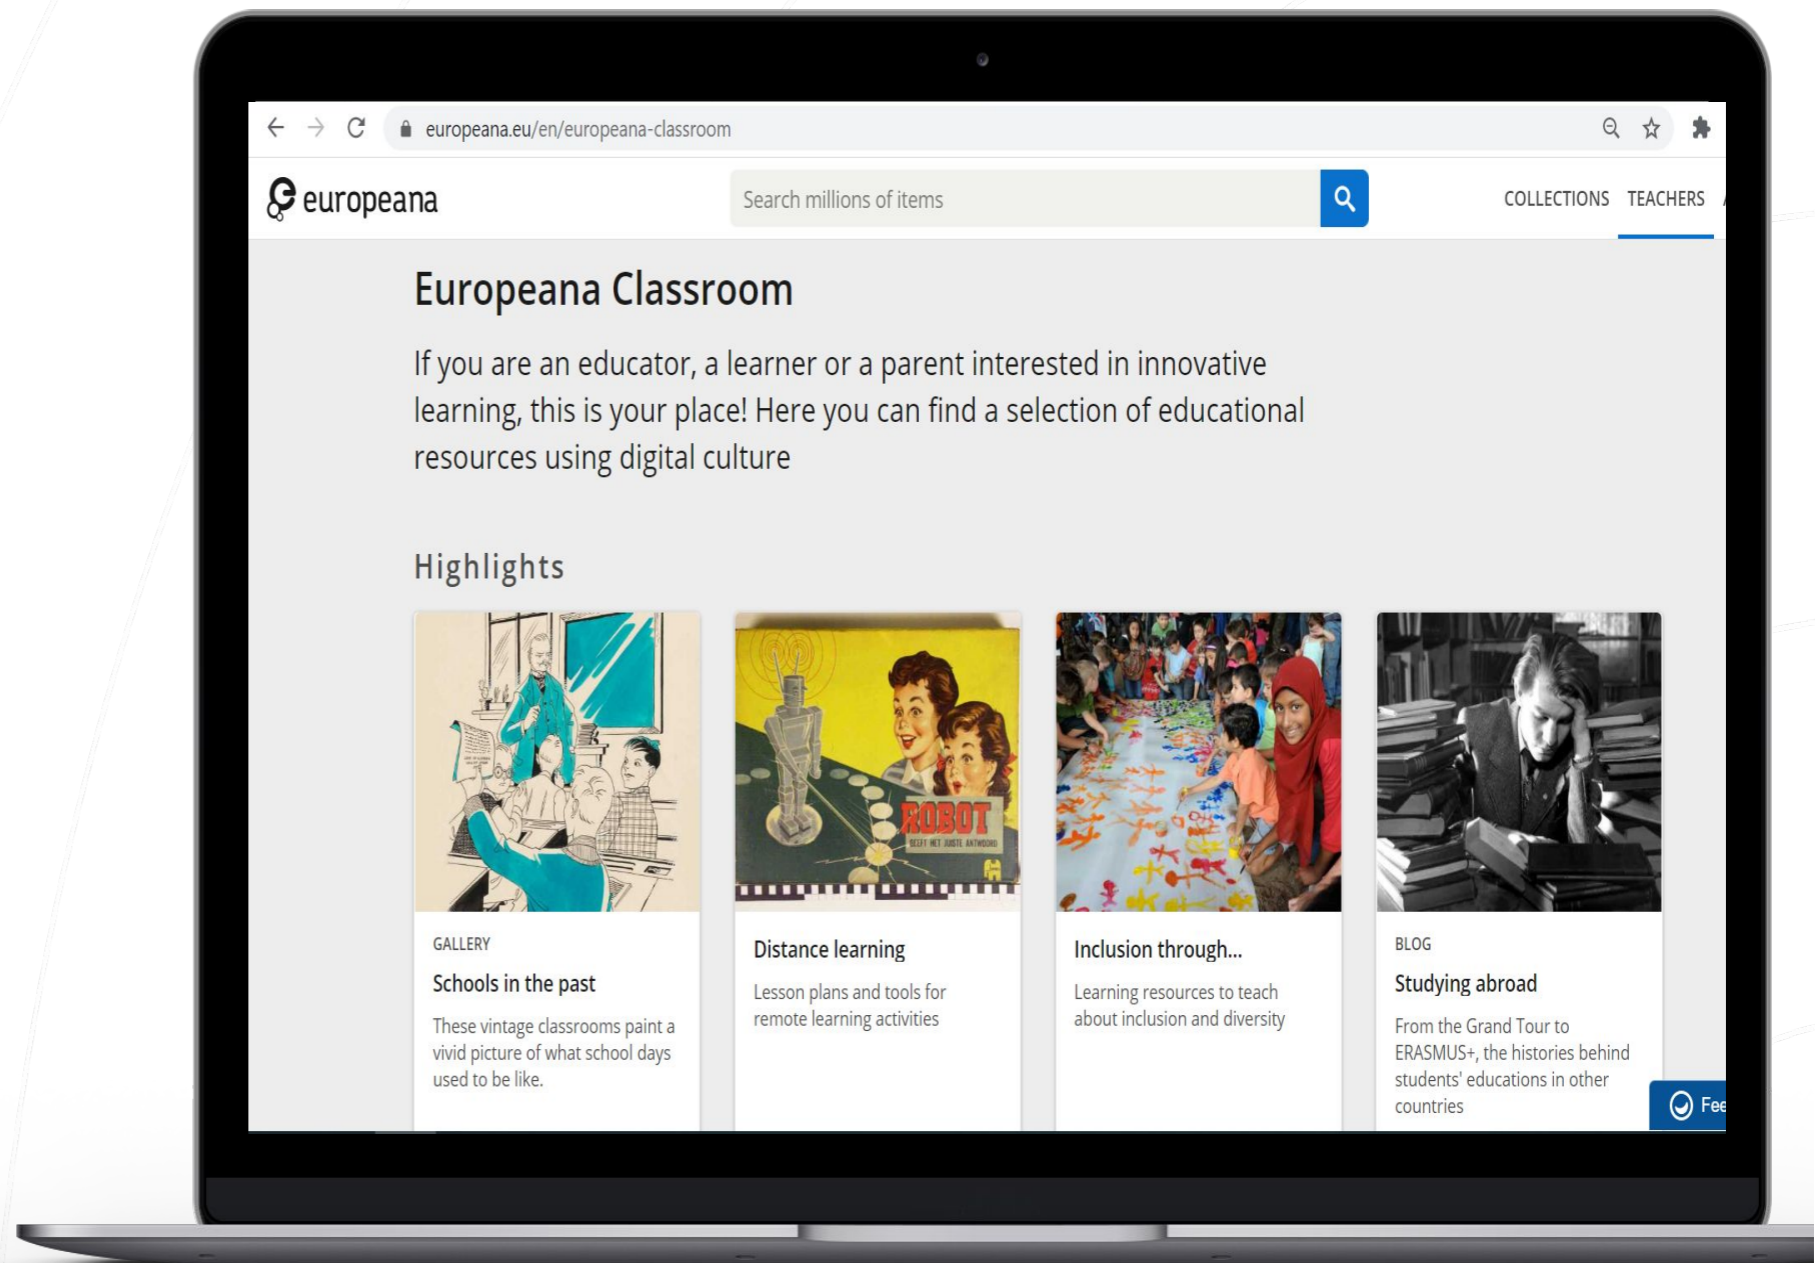 europeana.eu/en/europeana-classroom
europeana
Search millions of items
COLLECTIONS TEACHERS
Europeana Classroom
If you are an educator, a learner or a parent interested in innovative
learning, this is your place! Here you can find a selection of educational
resources using digital culture
Highlights
ROBOT
GEEFT HET JUISTE ANTWOORD
GALLERY
Schools in the past
These vintage classrooms paint a
vivid picture of what school days
used to be like.
Distance learning
Lesson plans and tools for
remote learning activities
Inclusion through...
Learning resources to teach
about inclusion and diversity
BLOG
Studying abroad
From the Grand Tour to
ERASMUS+, the histories behind
students' educations in other
countries
Fee